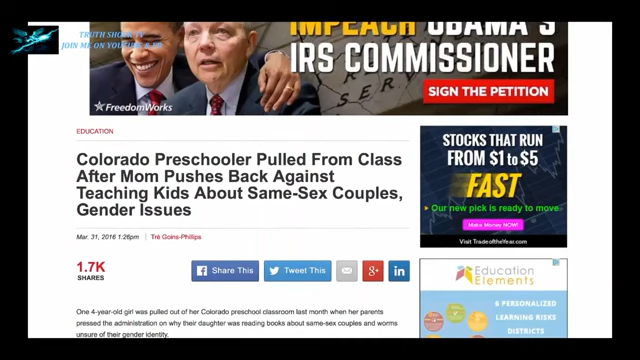 TRUTH SHOCK TV
JOIN ME ON YOUTUBE
IMPEACH OBAMA'S
IRS COMMISSIONER
SIGN THE PETITION
FreedomWorks
EDUCATION
Colorado Preschooler Pulled From Class
After Mom Pushes Back Against
Teaching Kids About Same-Sex Couples,
Gender Issues
Mar. 31, 2016 1:26pm Tré Goins-Phillips
1.7K
SHARES
Share This
Tweet This
g+
in
One 4-year-old girl was pulled out of her Colorado preschool classroom last month when her parents
pressed the administration on why their daughter was reading books about same-sex couples and worms
unsure of their gender identity.
STOCKS THAT RUN
FROM $1 to $5
FAST
Our new pick is ready to move
Make Money NOW!
Visit TradeoftheYear.com
Education
Elements
6 PERSONALIZED
LEARNING RISKS
DISTRICTS